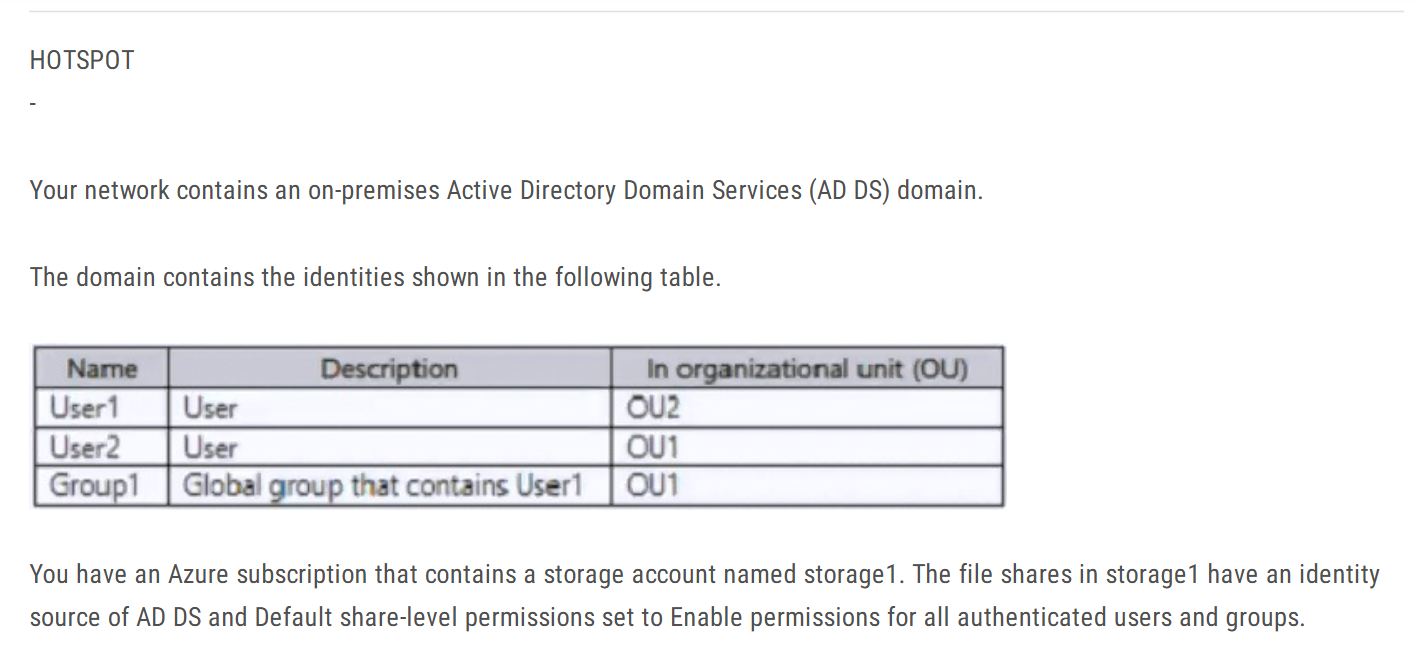 HOTSPOT
-
Your network contains an on-premises Active Directory Domain Services (AD DS) domain.
The domain contains the identities shown in the following table.
Name Description In organizational unit (OU)
User1 User OU2
User2 User OU1
Group1 Global group that contains User1 OU1
You have an Azure subscription that contains a storage account named storage1. The file shares in storage1 have an identity
source of AD DS and Default share-level permissions set to Enable permissions for all authenticated users and groups.